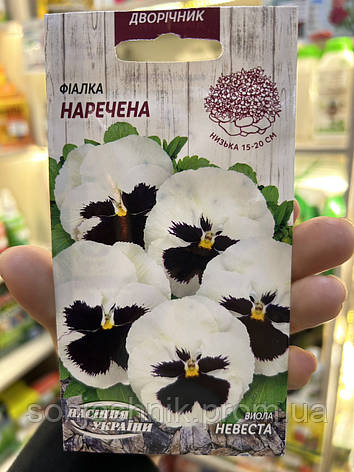 ДВОРІЧНИК
ФІАЛКА
НАРЕЧЕНА
НИЗЬКА 15-20 СМ
НАСІННЯ
УКРАЇНИ
ВИОЛА
НЕВЕСТА